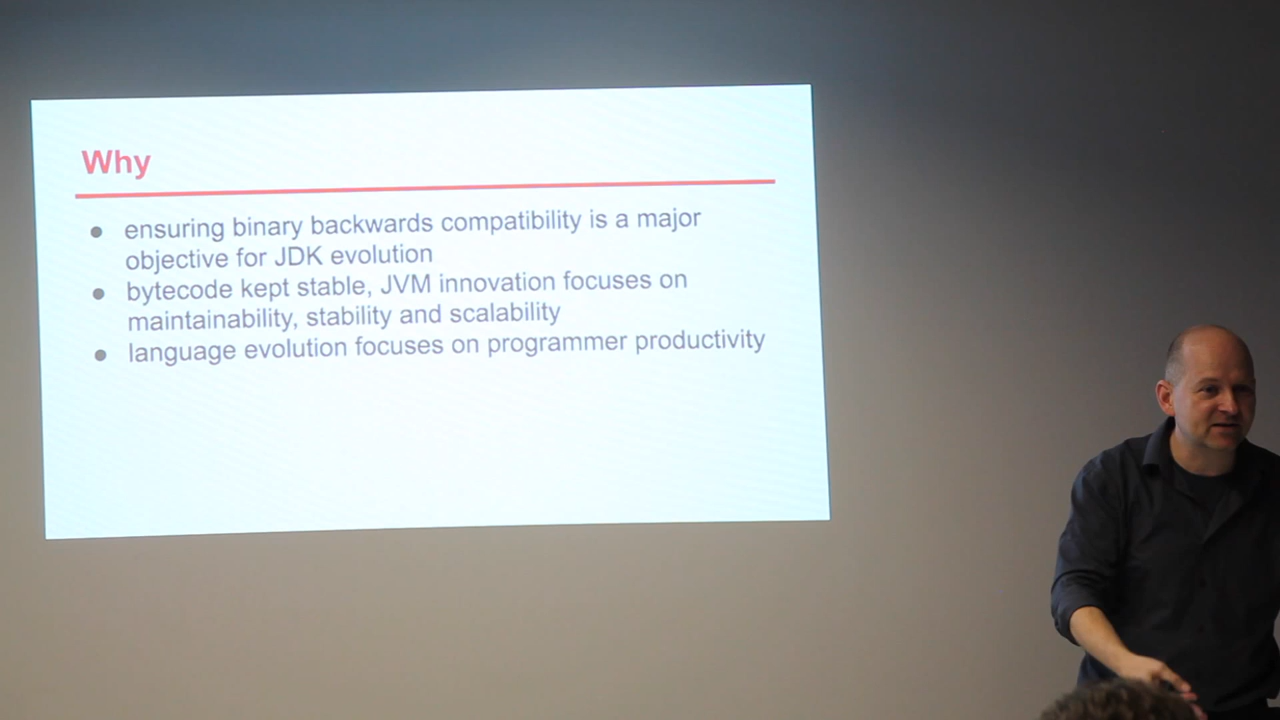 Why
● ensuring binary backwards compatibility is a major
objective for JDK evolution
● bytecode kept stable, JVM innovation focuses on
maintainability, stability and scalability
● language evolution focuses on programmer productivity